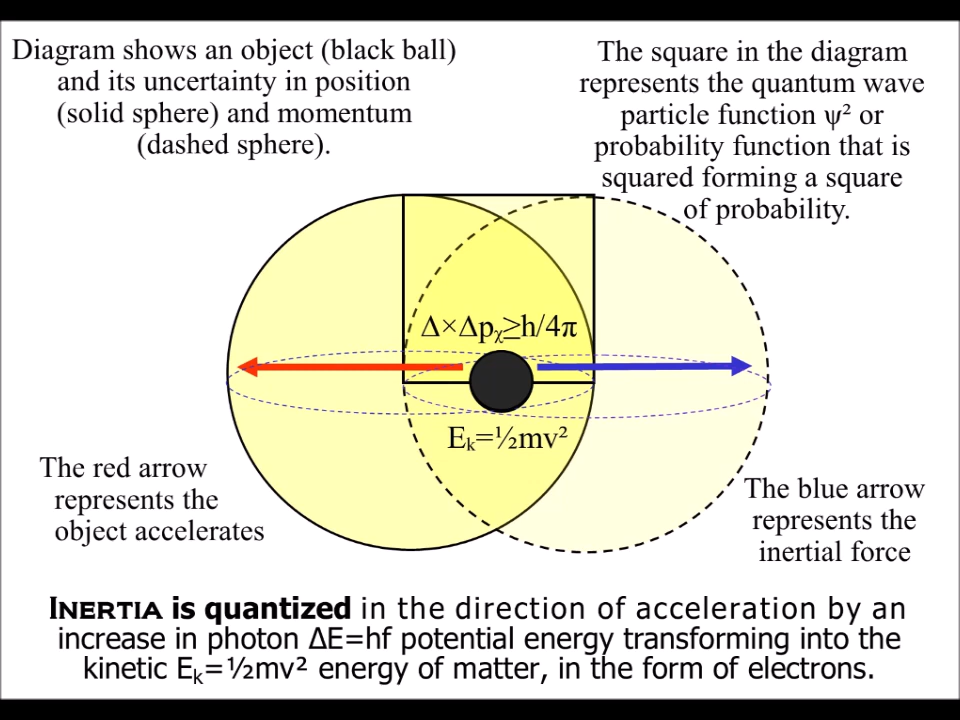 Diagram shows an object (black ball)
and its uncertainty in position
(solid sphere) and momentum
(dashed sphere).
The square in the diagram
represents the quantum wave
particle function ψ² or
probability function that is
squared forming a square
of probability.
Δ×Δpᵪ≥h/4π
Eₖ=½mv²
The red arrow
represents the
object accelerates
The blue arrow
represents the
inertial force
INERTIA is quantized in the direction of acceleration by an
increase in photon ΔE=hf potential energy transforming into the
kinetic Eₖ=½mv² energy of matter, in the form of electrons.